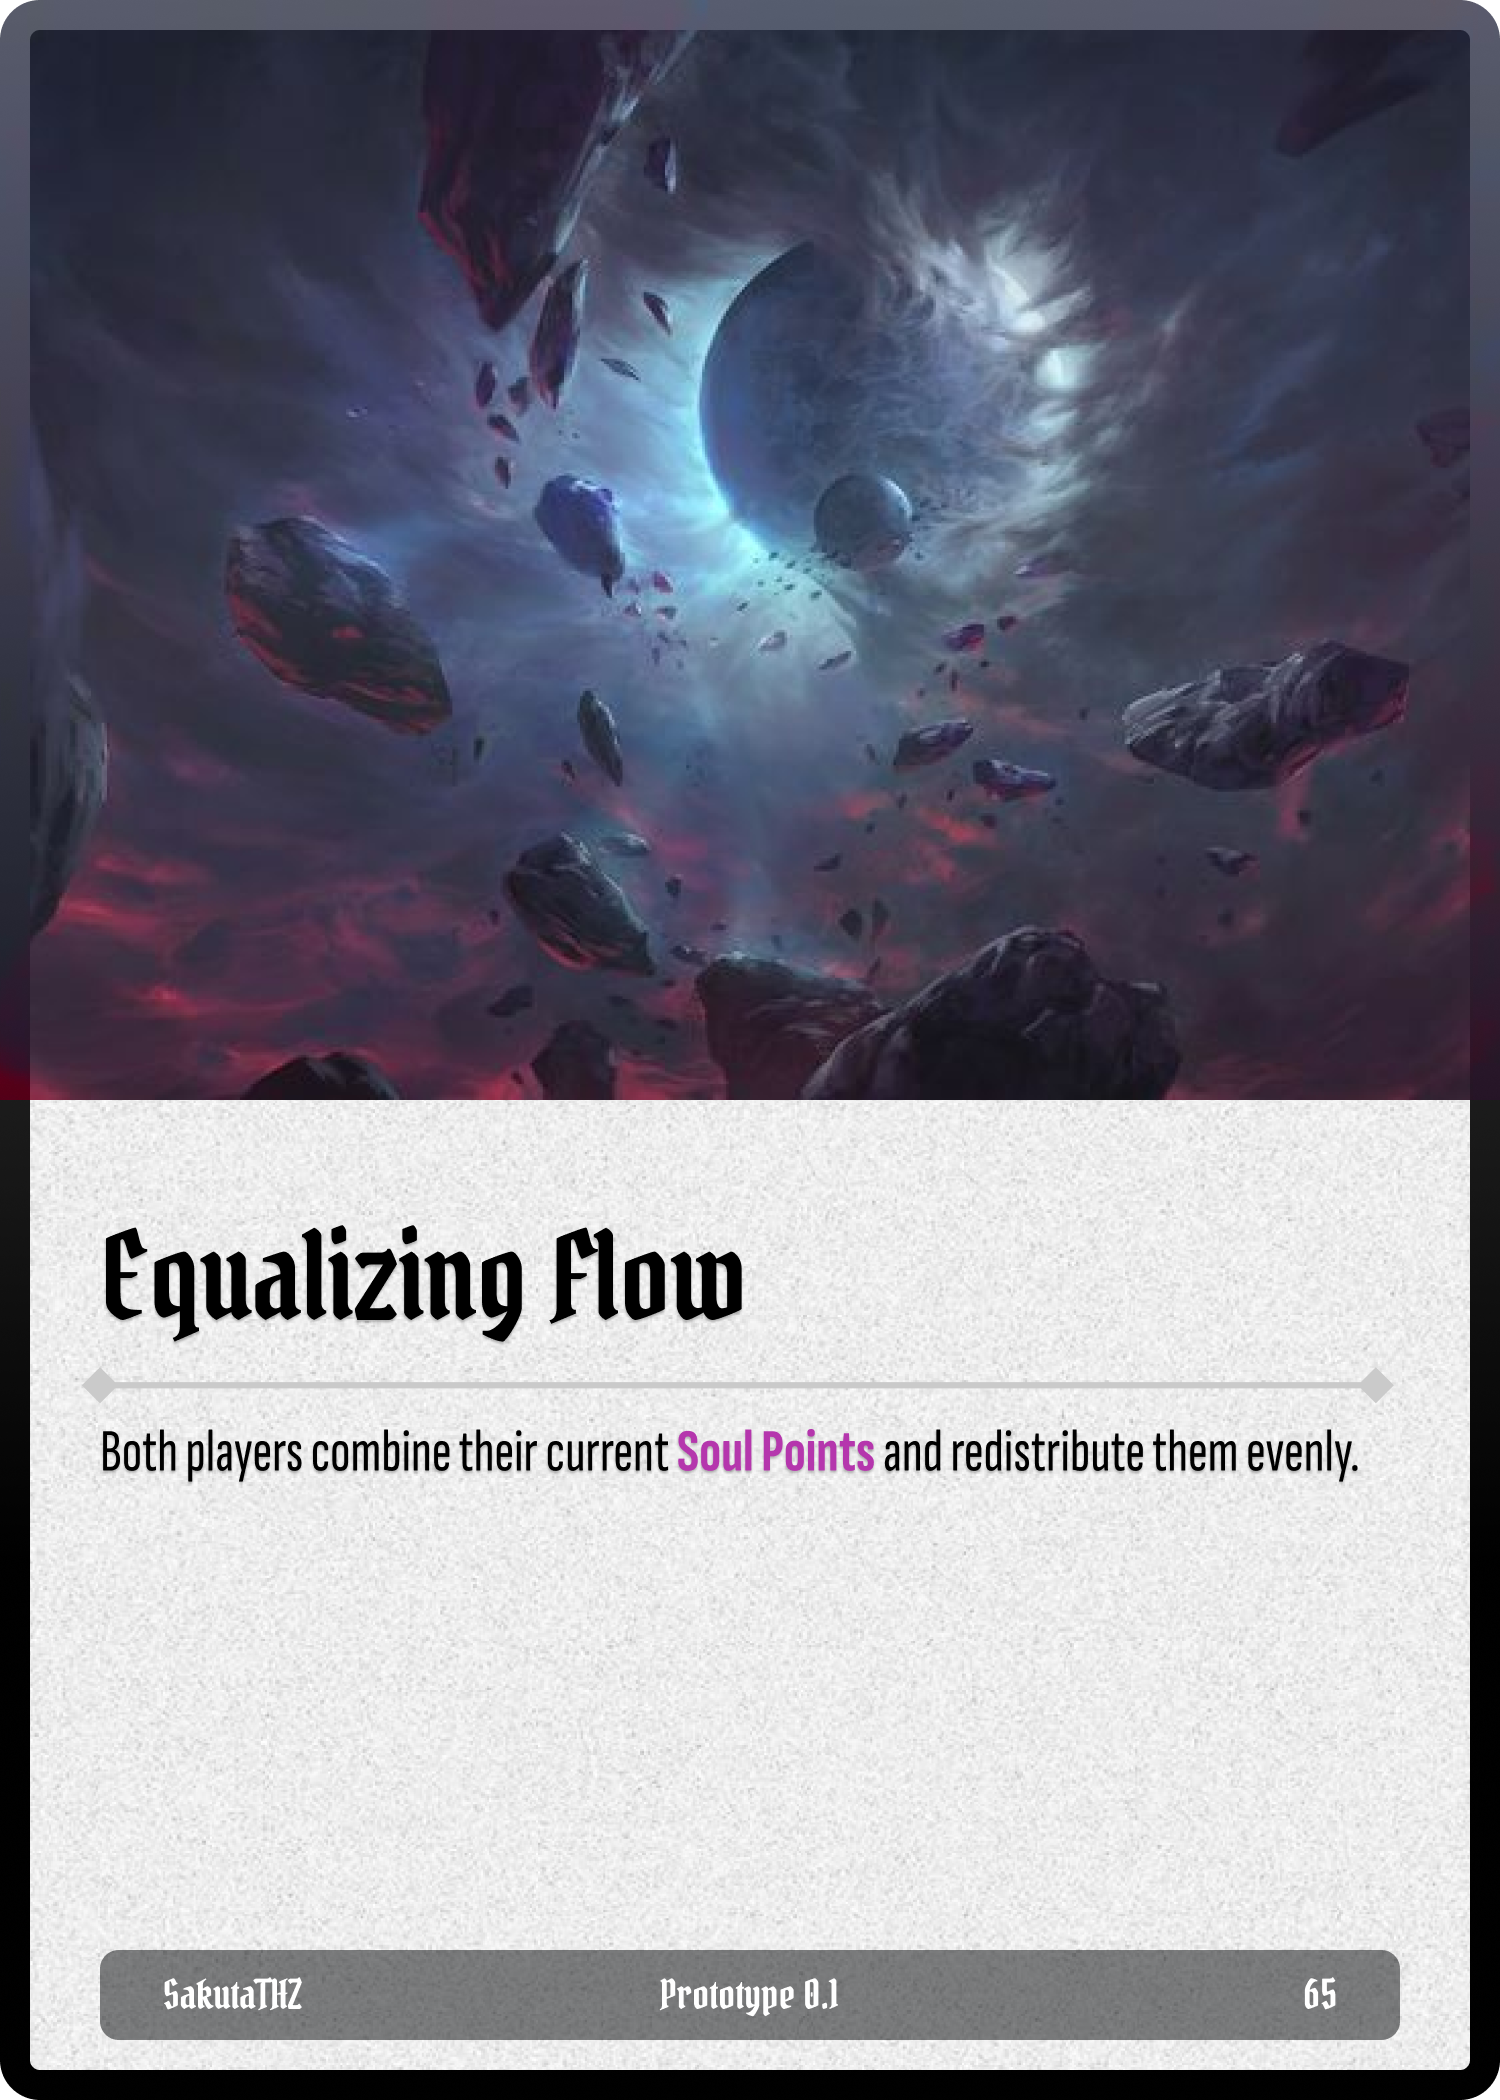 Equalizing Flow
Both players combine their current Soul Points and redistribute them evenly.
SakutaTHZ Prototype 0.1 65